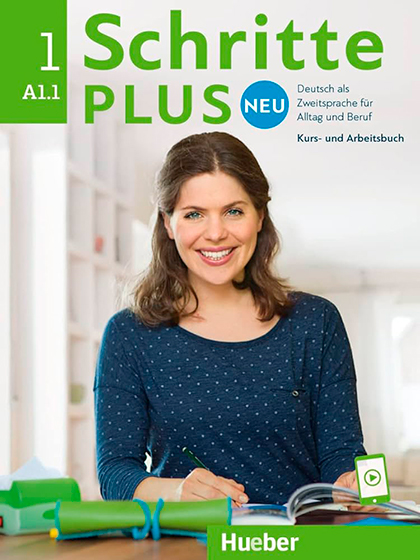 1
A1.1
Schritte
PLUS NEU
Deutsch als
Zweitsprache für
Alltag und Beruf
Kurs- und Arbeitsbuch
Hueber